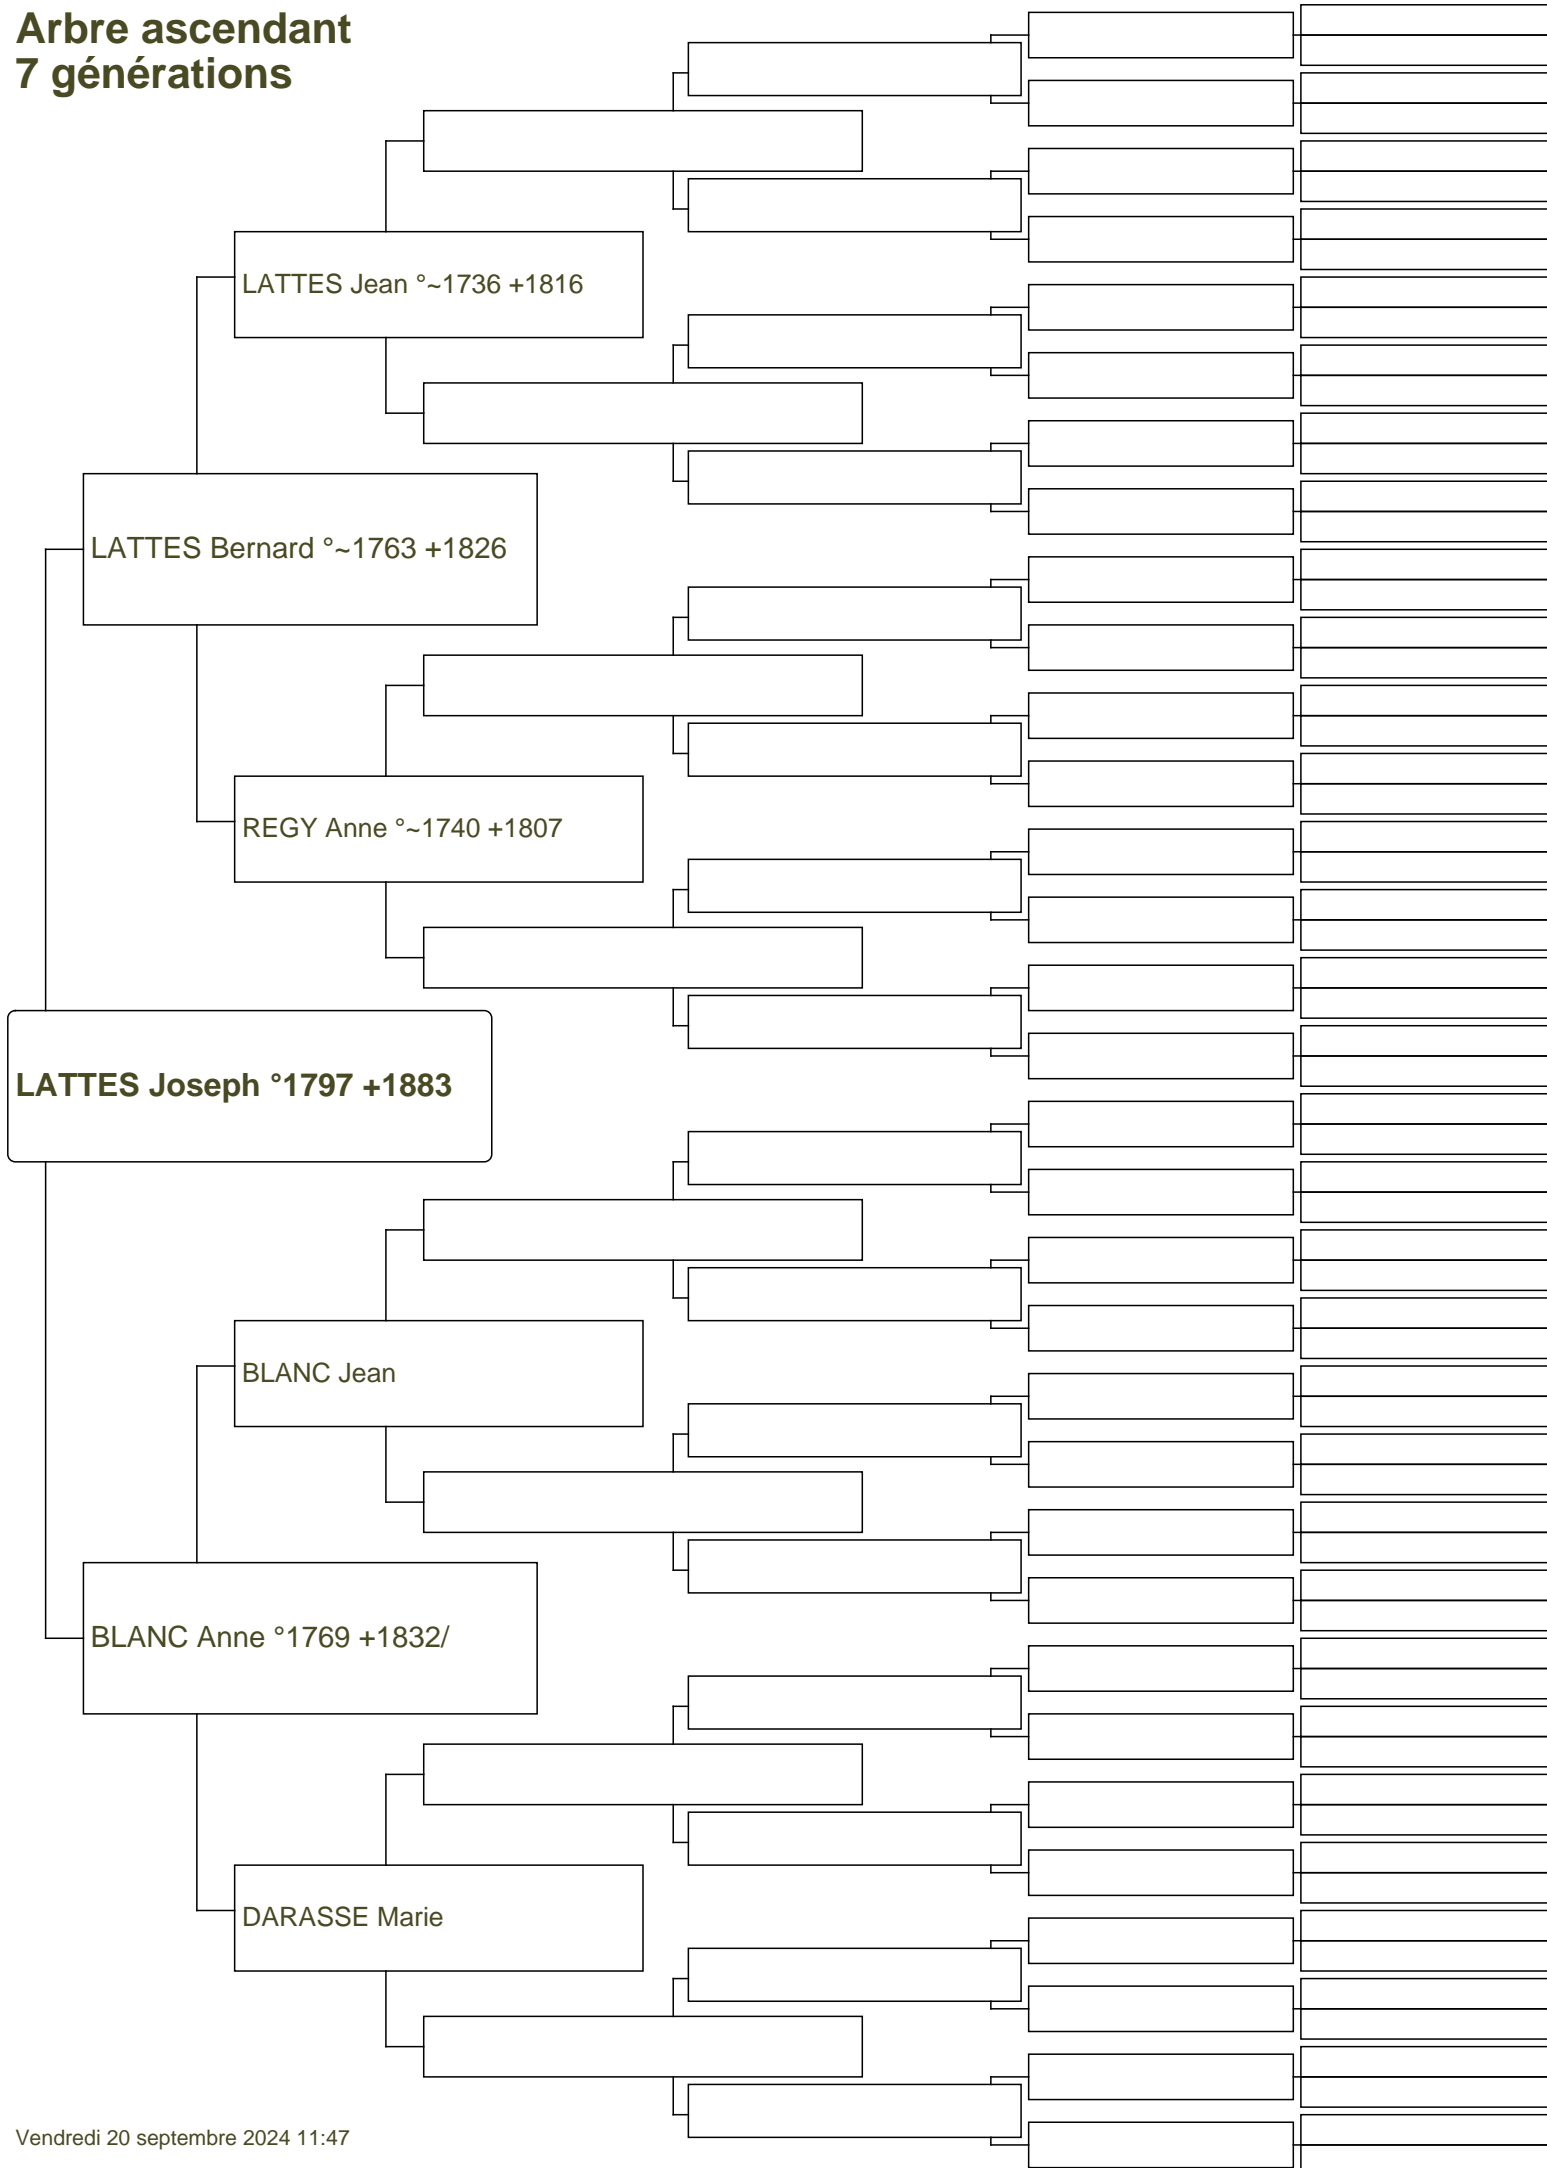 Arbre ascendant
7 générations
LATTES Jean °~1736 +1816
LATTES Bernard °~1763 +1826
REGY Anne °~1740 +1807
LATTES Joseph °1797 +1883
BLANC Jean
BLANC Anne °1769 +1832/
DARASSE Marie
Vendredi 20 septembre 2024 11:47